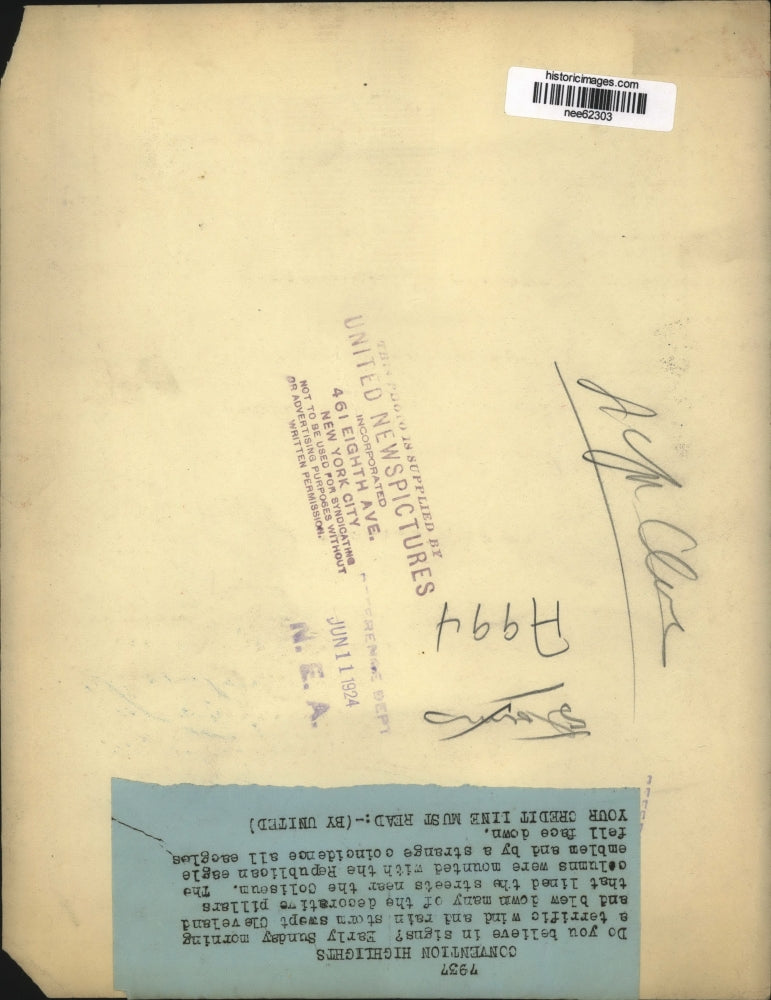 historicimages.com
nee62303
THIS PHOTO IS SUPPLIED BY
UNITED NEWSPICTURES
INCORPORATED
461 EIGHTH AVE.
NEW YORK CITY
NOT TO BE USED FOR SYNDICATING
OR ADVERTISING PURPOSES WITHOUT
WRITTEN PERMISSION.
REFERENCE DEPT
JUN 11 1924
N. E. A.
A994
7937
CONVENTION HIGHLIGHTS
Do you believe in signs? Early Sunday morning
a terrific wind and rain storm swept Cleveland
and blew down many of the decorative pillars
that lined the streets near the Coliseum. The
columns were mounted with the Republican eagle
emblem and by a strange coincidence all eacgles
fell face down.
YOUR CREDIT LINE MUST READ:-(BY UNITED)